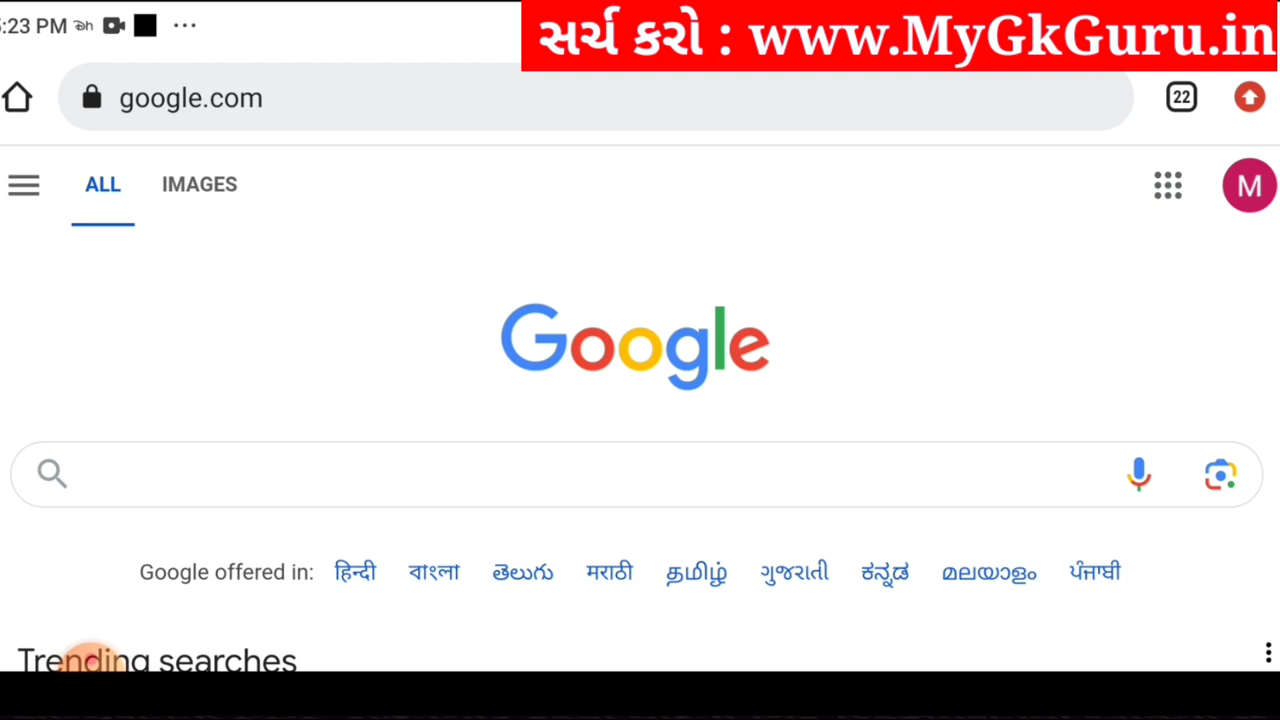 :23 PM
સર્ચ કરો : www.MyGkGuru.in
google.com
22
ALL IMAGES
M
Google
Google offered in: हिन्दी বাংলা తెలుగు मराठी தமிழ் ગુજરાતી ಕನ್ನಡ മലയാളം ਪੰਜਾਬੀ
Trending searches